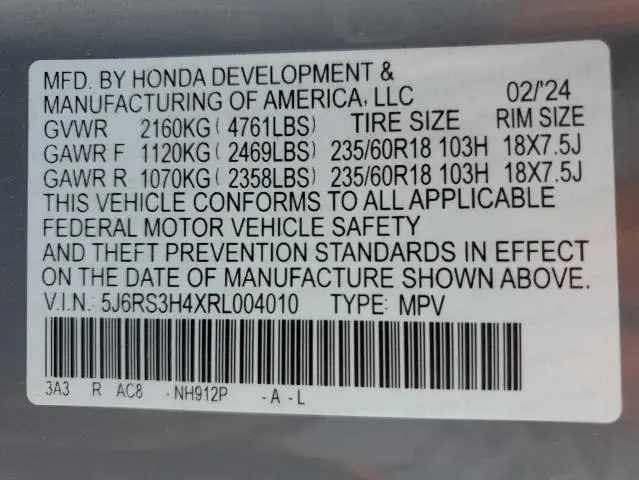 MFD. BY HONDA DEVELOPMENT &
MANUFACTURING OF AMERICA, LLC 02/'24
GVWR 2160KG ( 4761LBS) TIRE SIZE RIM SIZE
GAWR F 1120KG ( 2469LBS) 235/60R18 103H 18X7.5J
GAWR R 1070KG ( 2358LBS) 235/60R18 103H 18X7.5J
THIS VEHICLE CONFORMS TO ALL APPLICABLE
FEDERAL MOTOR VEHICLE SAFETY
AND THEFT PREVENTION STANDARDS IN EFFECT
ON THE DATE OF MANUFACTURE SHOWN ABOVE.
V.I.N.: 5J6RS3H4XRL004010 TYPE: MPV
3A3 R AC8 -NH912P -A -L